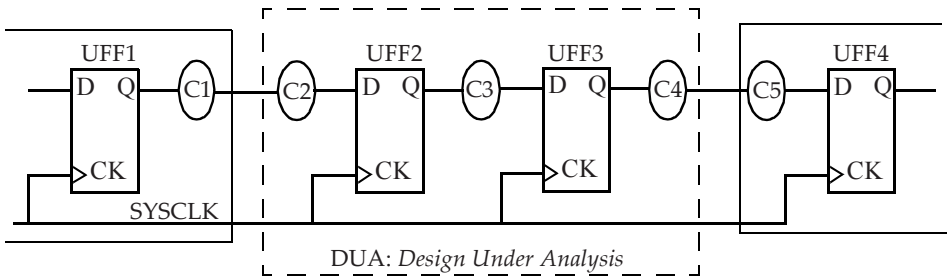 UFF1 UFF2 UFF3 UFF4
D Q C1 C2 D Q C3 D Q C4 C5 D Q
CK CK CK CK
SYSCLK
DUA: Design Under Analysis